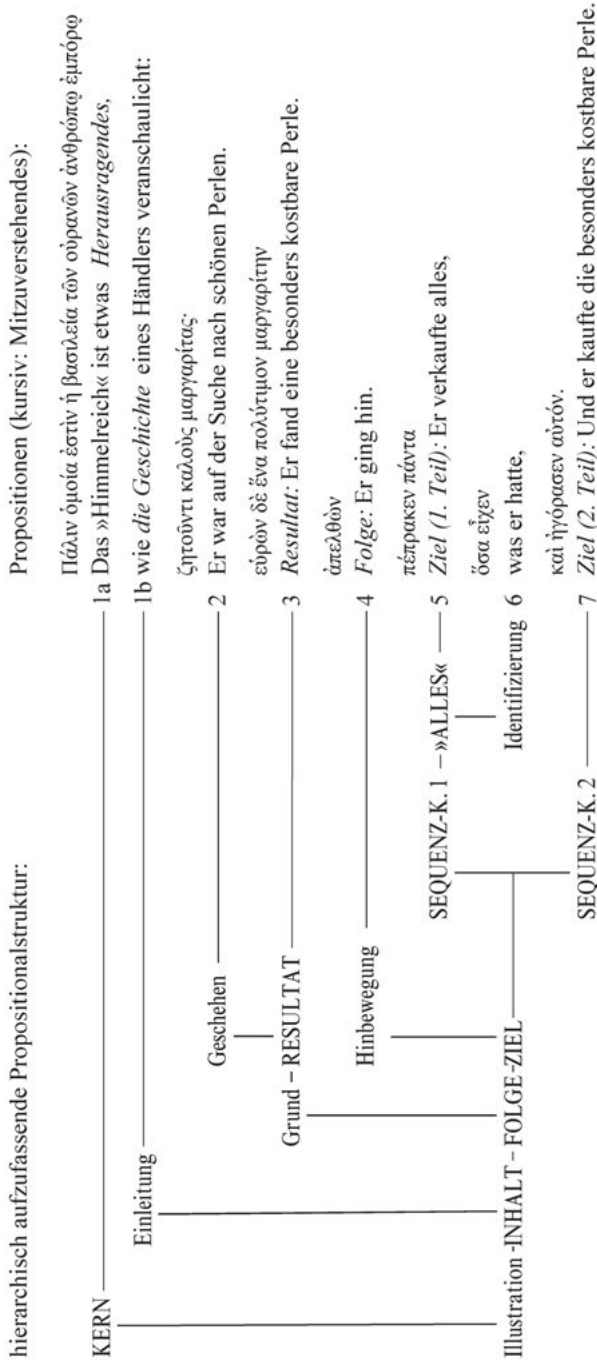 hierarchisch aufzufassende Propositionalstruktur:
Propositionen (kursiv: Mitzuverstehendes):
Πάλιν ὁμοία ἐστὶν ἡ βασιλεία τῶν οὐρανῶν ἀνθρώπῳ ἐμπόρῳ
KERN 1a Das »Himmelreich« ist etwas Herausragendes,
Einleitung 1b wie die Geschichte eines Händlers veranschaulicht:
ζητοῦντι καλοὺς μαργαρίτας·
Geschehen 2 Er war auf der Suche nach schönen Perlen.
εὑρὼν δὲ ἕνα πολύτιμον μαργαρίτην
Grund – RESULTAT 3 Resultat: Er fand eine besonders kostbare Perle.
ἀπελθὼν
Hinbewegung 4 Folge: Er ging hin.
πέπρακεν πάντα
SEQUENZ-K. 1 – »ALLES« 5 Ziel (1. Teil): Er verkaufte alles,
ὅσα εἶχεν
Illustration -INHALT – FOLGE -ZIEL Identifizierung 6 was er hatte,
καὶ ἠγόρασεν αὐτόν.
SEQUENZ-K. 2 7 Ziel (2. Teil): Und er kaufte die besonders kostbare Perle.